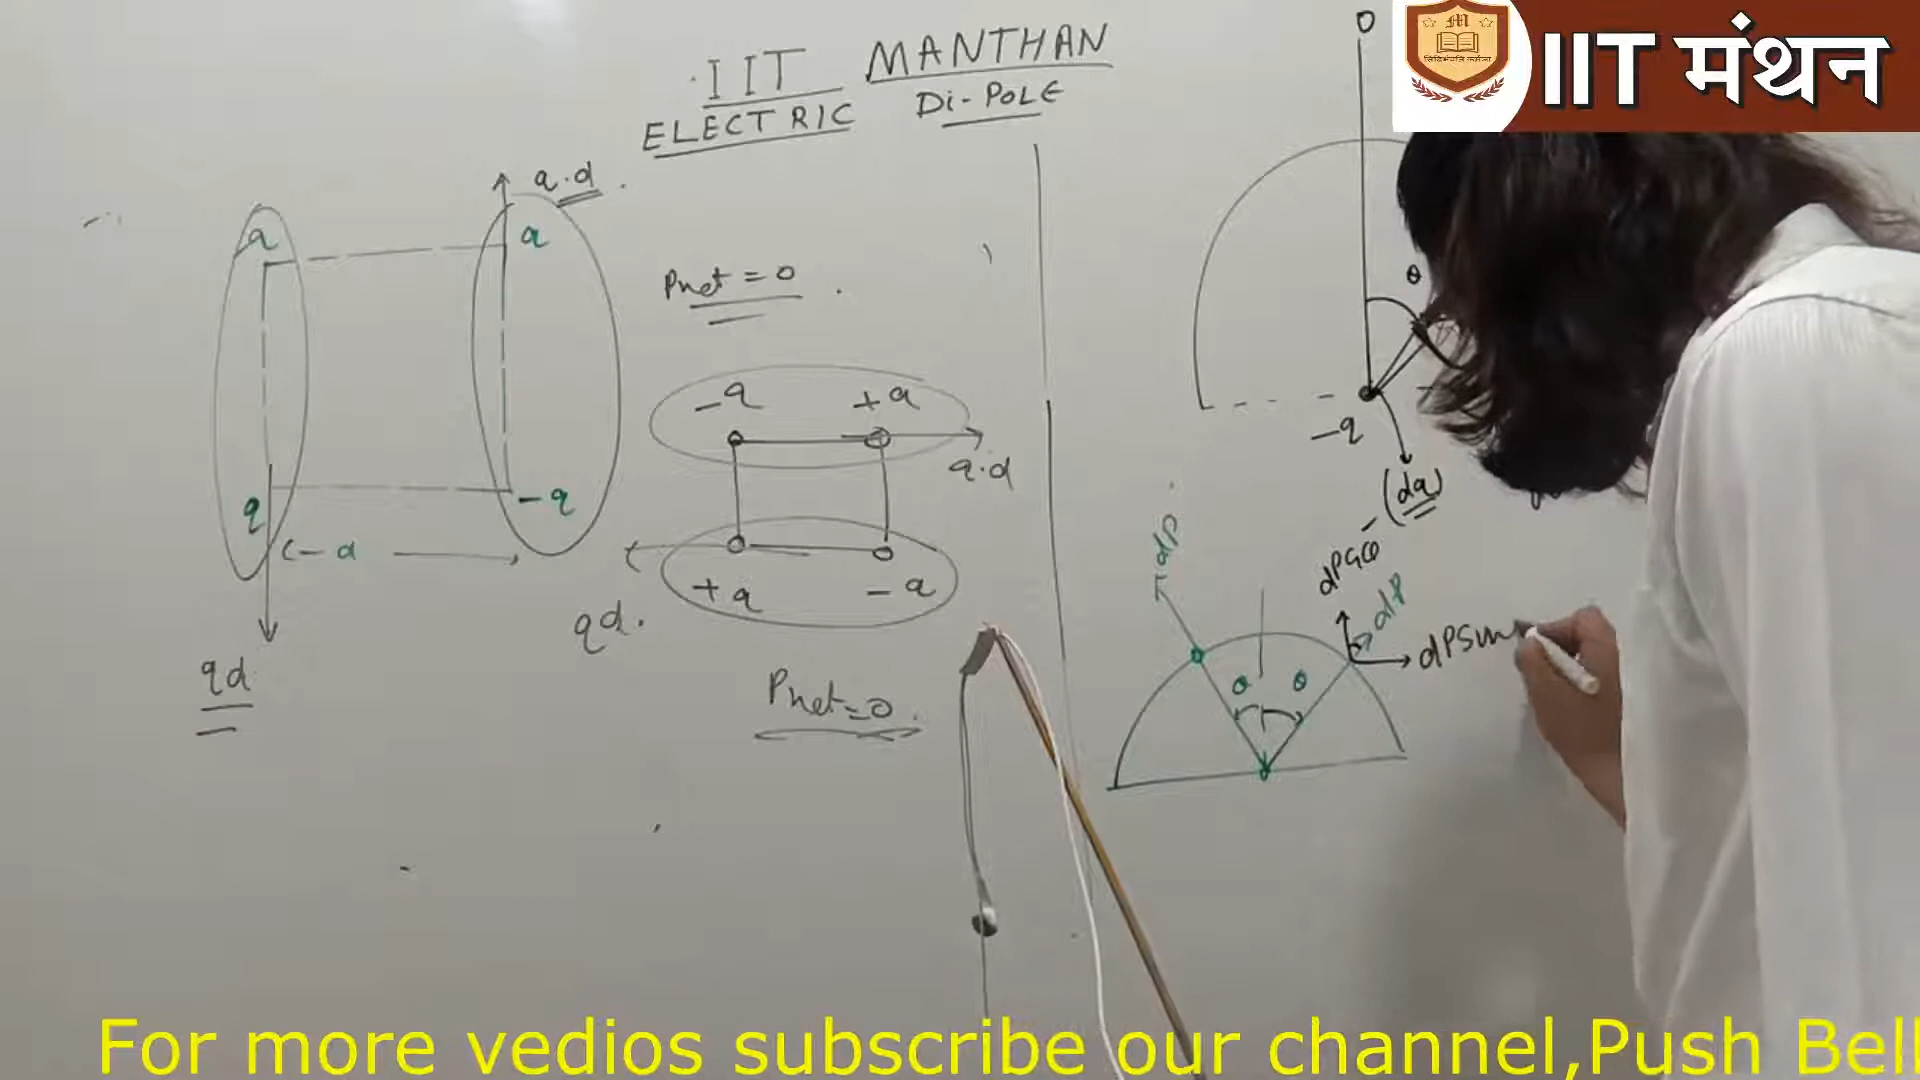 IIT MANTHAN
ELECTRIC Di-POLE
IIT मंथन
M
q.d
q
q
q
-q
d
qd
Pnet = 0
-q
+q
q.d
+q
-q
qd.
Pnet = 0
θ
-q
(dq)
dP
dP
dP
θ
θ
For more vedios subscribe our channel,Push Bell